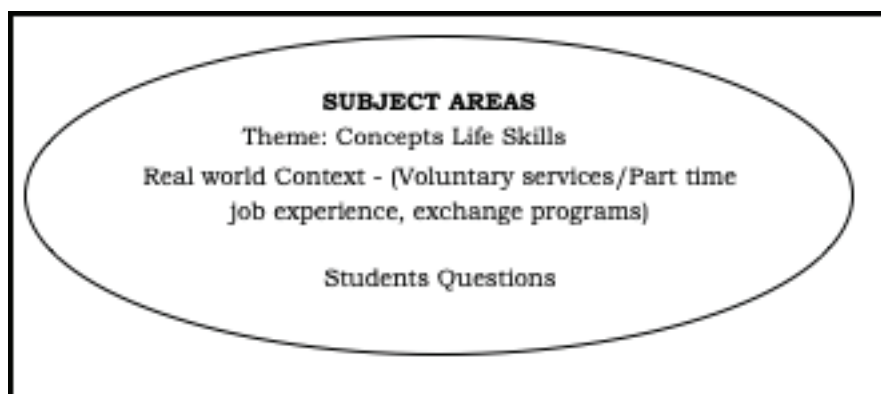 SUBJECT AREAS
Theme: Concepts Life Skills
Real world Context - (Voluntary services/Part time
job experience, exchange programs)
Students Questions